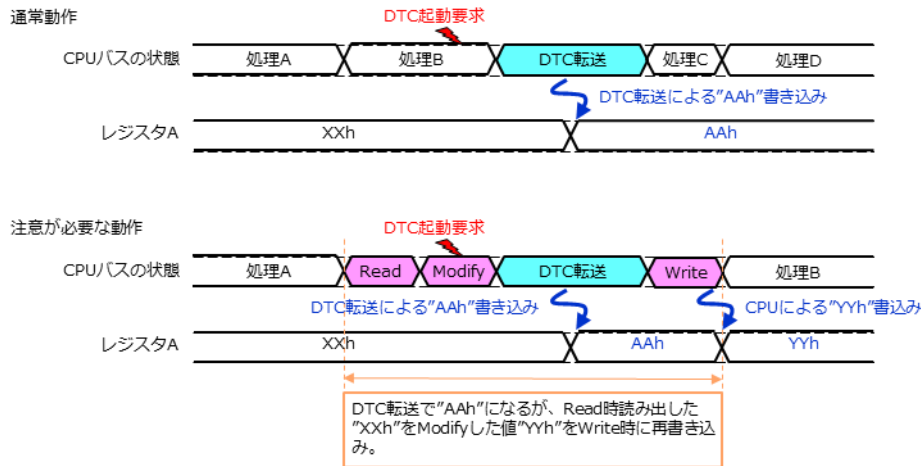 通常動作
DTC起動要求
CPUバスの状態 処理A 処理B DTC転送 処理C 処理D
DTC転送による"AAh"書き込み
レジスタA XXh AAh
注意が必要な動作
DTC起動要求
CPUバスの状態 処理A Read Modify DTC転送 Write 処理B
DTC転送による"AAh"書き込み CPUによる"YYh"書込み
レジスタA XXh AAh YYh
DTC転送で"AAh"になるが、Read時読み出した
"XXh"をModifyした値"YYh"をWrite時に再書き込
み。